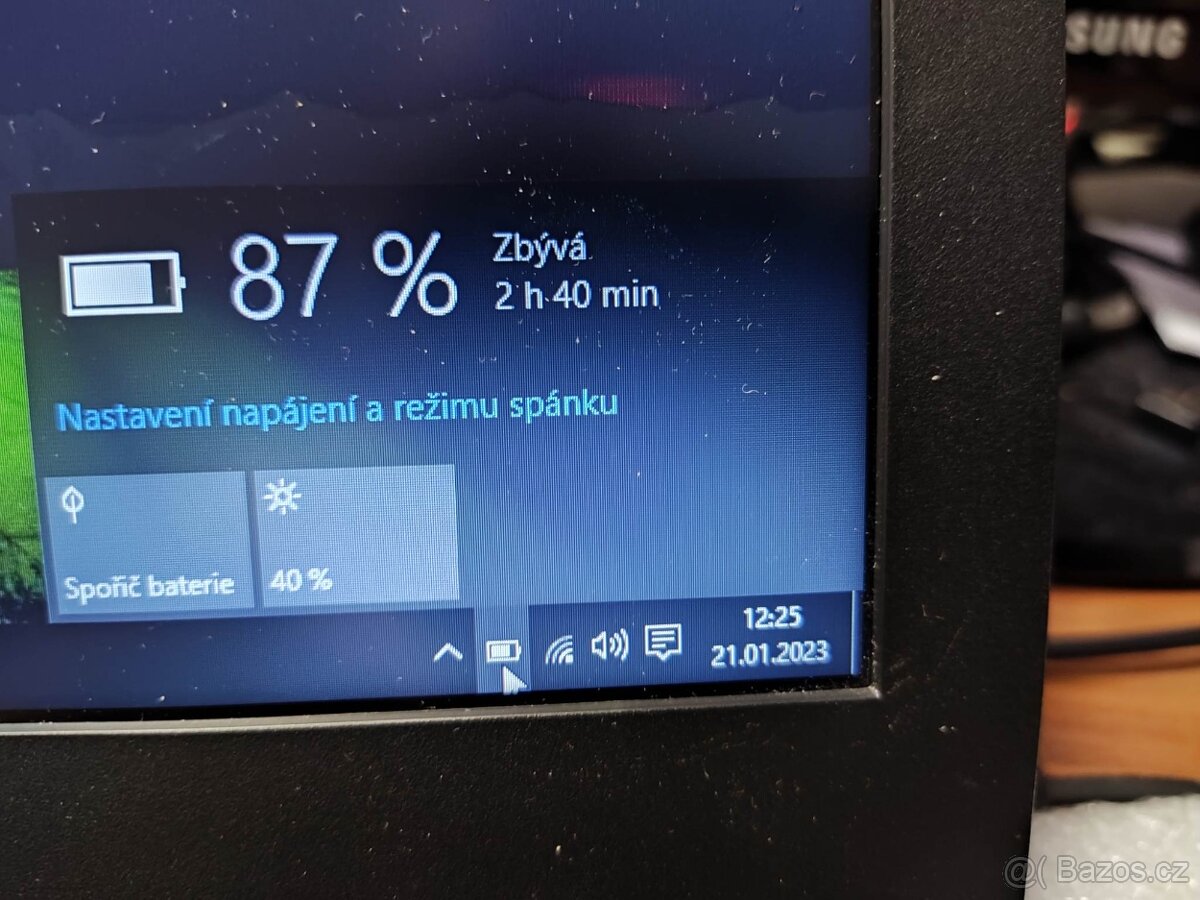 SUNG
87 %
Zbývá
2 h 40 min
Nastavení napájení a režimu spánku
Spořič baterie
40 %
12:25
21.01.2023
@( Bazos.cz